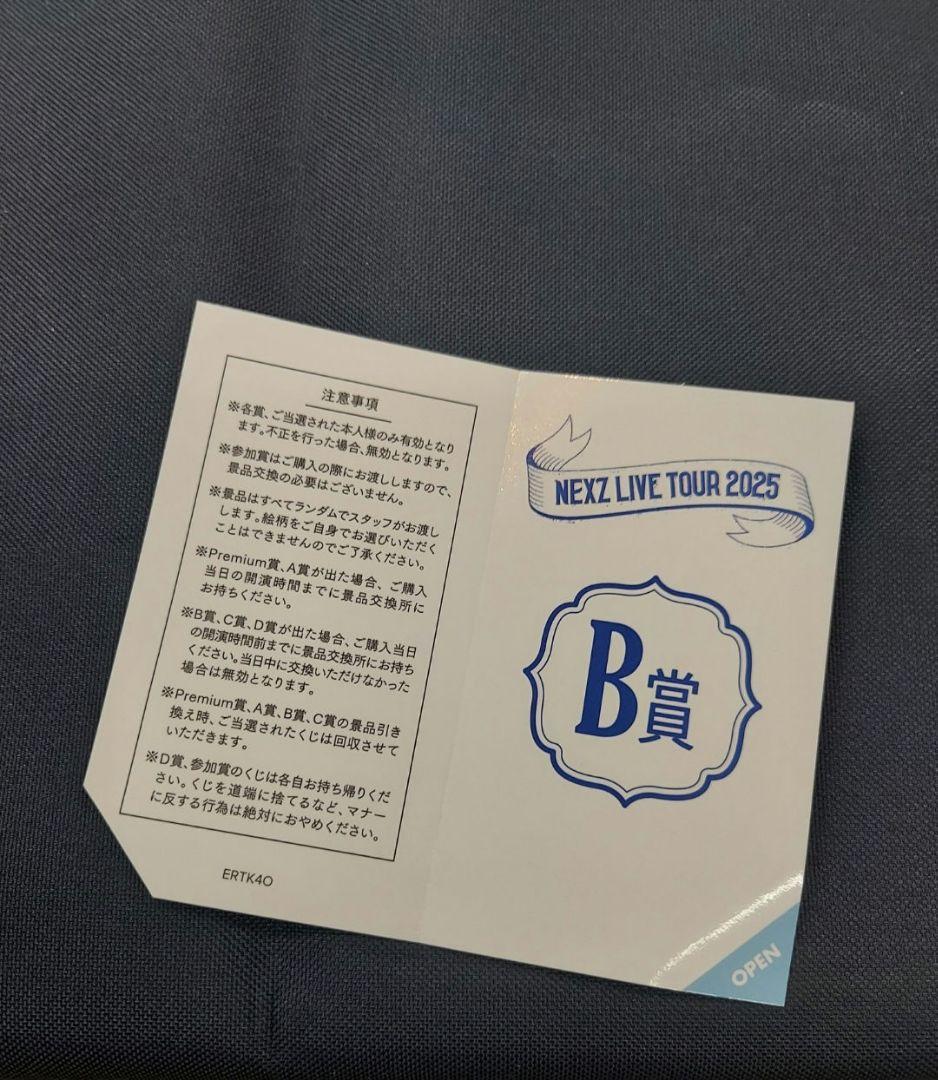 注意事項
※各賞、ご当選された本人様のみ有効となり
ます。不正を行った場合、無効となります。
※参加賞はご購入の際にお渡ししますので、
景品交換の必要はございません。
※景品はすべてランダムでスタッフがお渡し
します。絵柄をご自身でお選びいただく
ことはできませんのでご了承ください。
※Premium賞、A賞が出た場合、ご購入
当日の開演時間までに景品交換所に
お持ちください。
※B賞、C賞、D賞が出た場合、ご購入当日
の開演時間前までに景品交換所にお持ち
ください。当日中に交換いただけなかった
場合は無効となります。
※Premium賞、A賞、B賞、C賞の景品引き
換え時、ご当選されたくじは回収させて
いただきます。
※D賞、参加賞のくじは各自お持ち帰りくだ
さい。くじを道端に捨てるなど、マナー
に反する行為は絶対におやめください。
ERTK4O
NEXZ LIVE TOUR 2025
B賞
OPEN